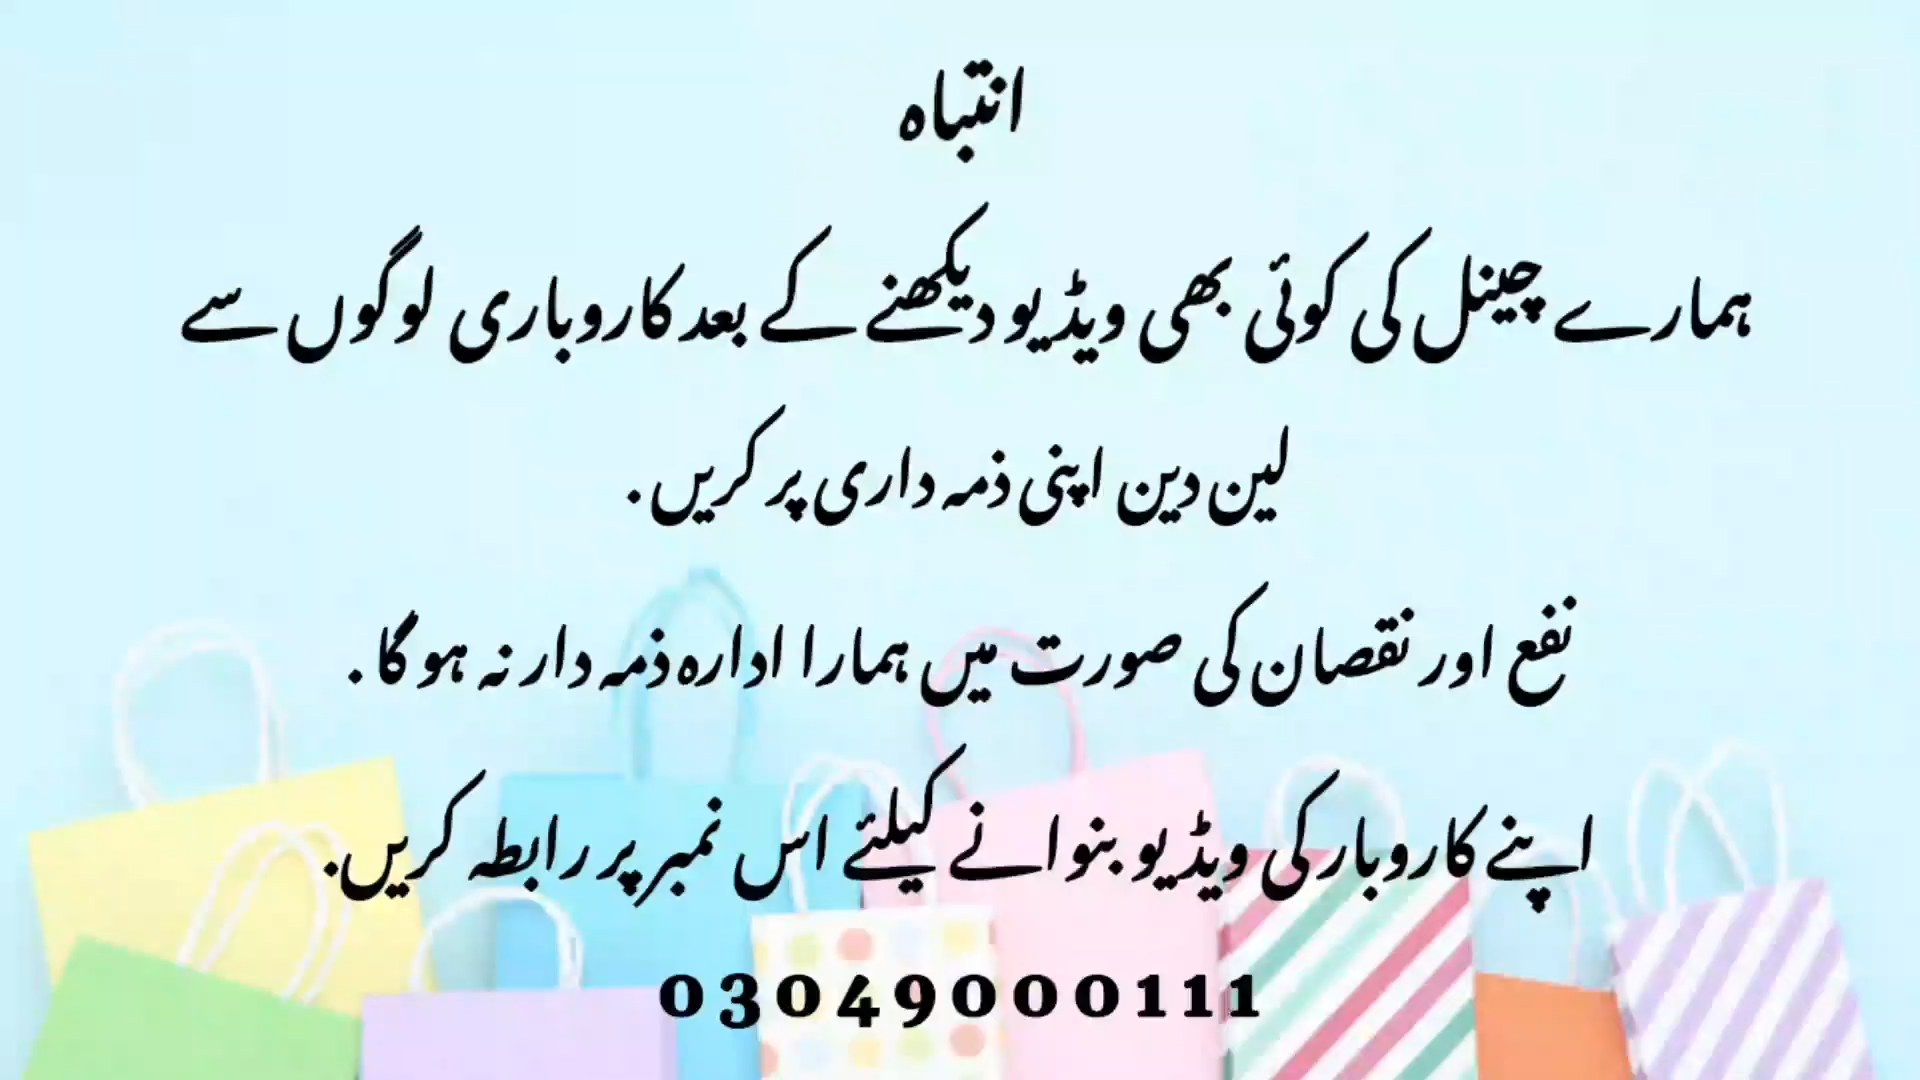 انتباہ
ہمارے چینل کی کوئی بھی ویڈیو دیکھنے کے بعد کاروباری لوگوں سے
لین دین اپنی ذمہ داری پر کریں.
نفع اور نقصان کی صورت میں ہمارا ادارہ ذمہ دار نہ ہو گا.
اپنے کاروبار کی ویڈیو بنوانے کیلئے اس نمبر پر رابطہ کریں.
03049000111